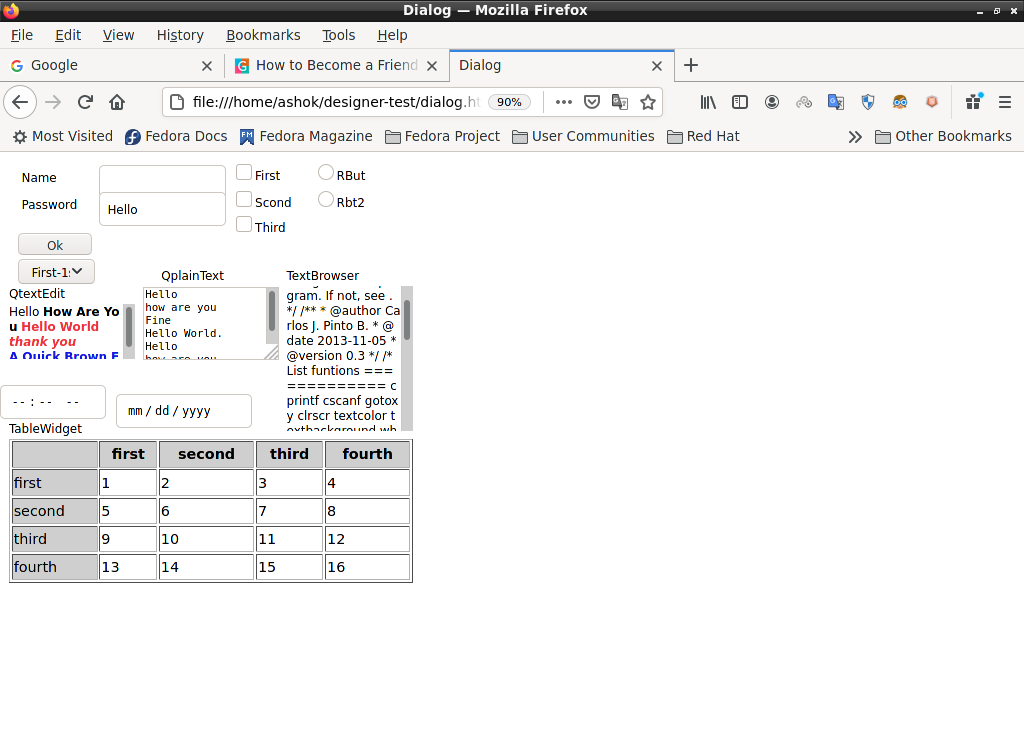 Dialog — Mozilla Firefox
File Edit View History Bookmarks Tools Help
Google How to Become a Friend Dialog
file:///home/ashok/designer-test/dialog.ht 90%
Most Visited Fedora Docs Fedora Magazine Fedora Project User Communities Red Hat Other Bookmarks
Name First RBut
Password Hello Scond Rbt2
Third
Ok
First-1
QplainText TextBrowser
QtextEdit
Hello How Are Yo
u Hello World
thank you
A Quick Brown F
Hello
how are you
Fine
Hello World.
Hello
how are you
gram. If not, see .
*/ /** * @author Ca
rlos J. Pinto B. * @
date 2013-11-05 *
@version 0.3 */ /*
List funtions ===
========== c
printf cscanf gotox
y clrscr textcolor t
extbackground wh
-- : -- --
mm / dd / yyyy
TableWidget
first second third fourth
first 1 2 3 4
second 5 6 7 8
third 9 10 11 12
fourth 13 14 15 16